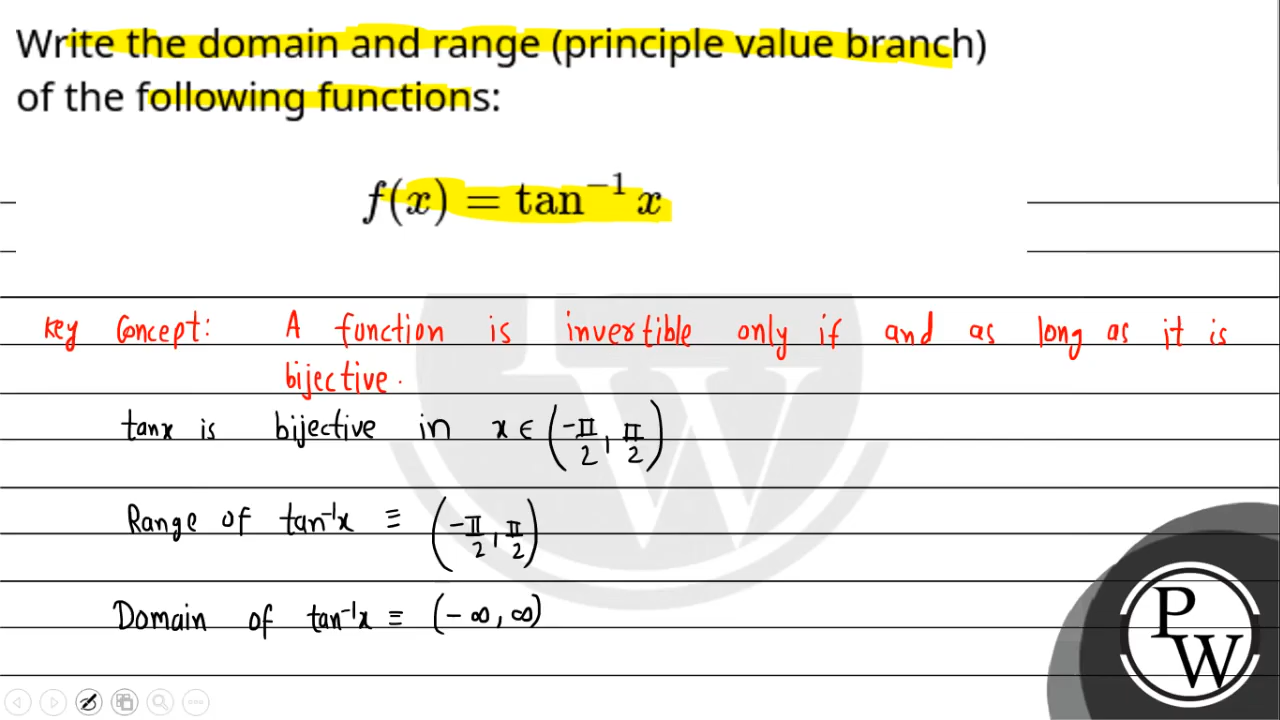 Write the domain and range (principle value branch)
of the following functions:
f(x) = tan⁻¹ x
Key Concept: A function is invertible only if and as long as it is
bijective.
tanx is bijective in x ∈ (-π/2, π/2)
Range of tan⁻¹x ≡ (-π/2, π/2)
Domain of tan⁻¹x ≡ (-∞, ∞)
P
W